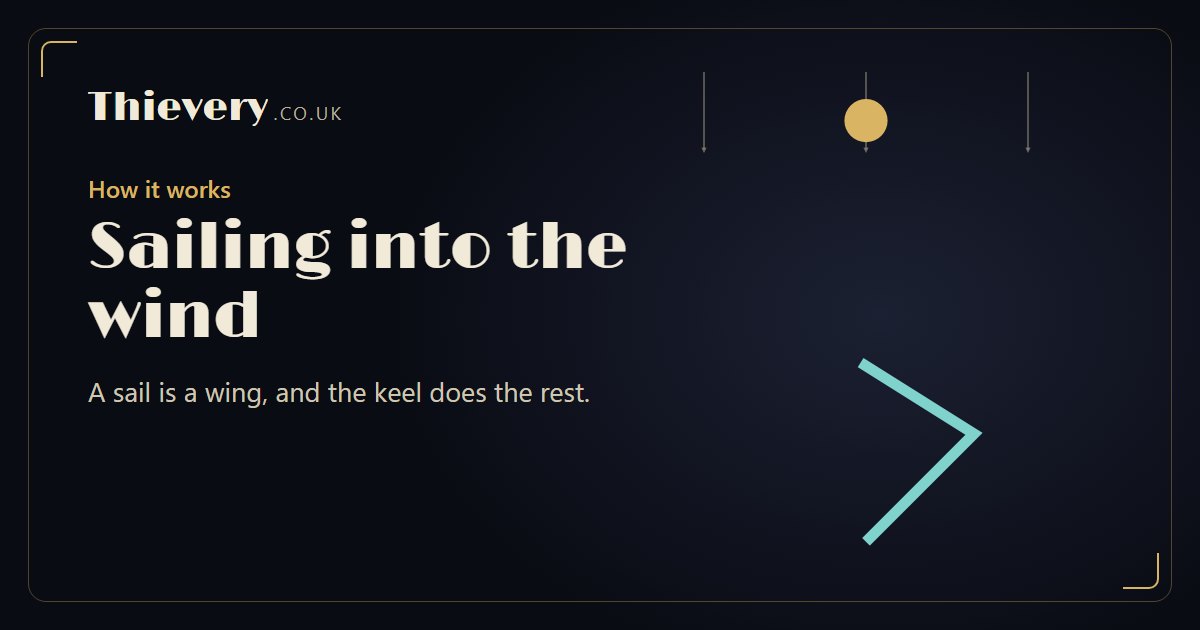 Thievery.CO.UK
How it works
Sailing into the
wind
A sail is a wing, and the keel does the rest.